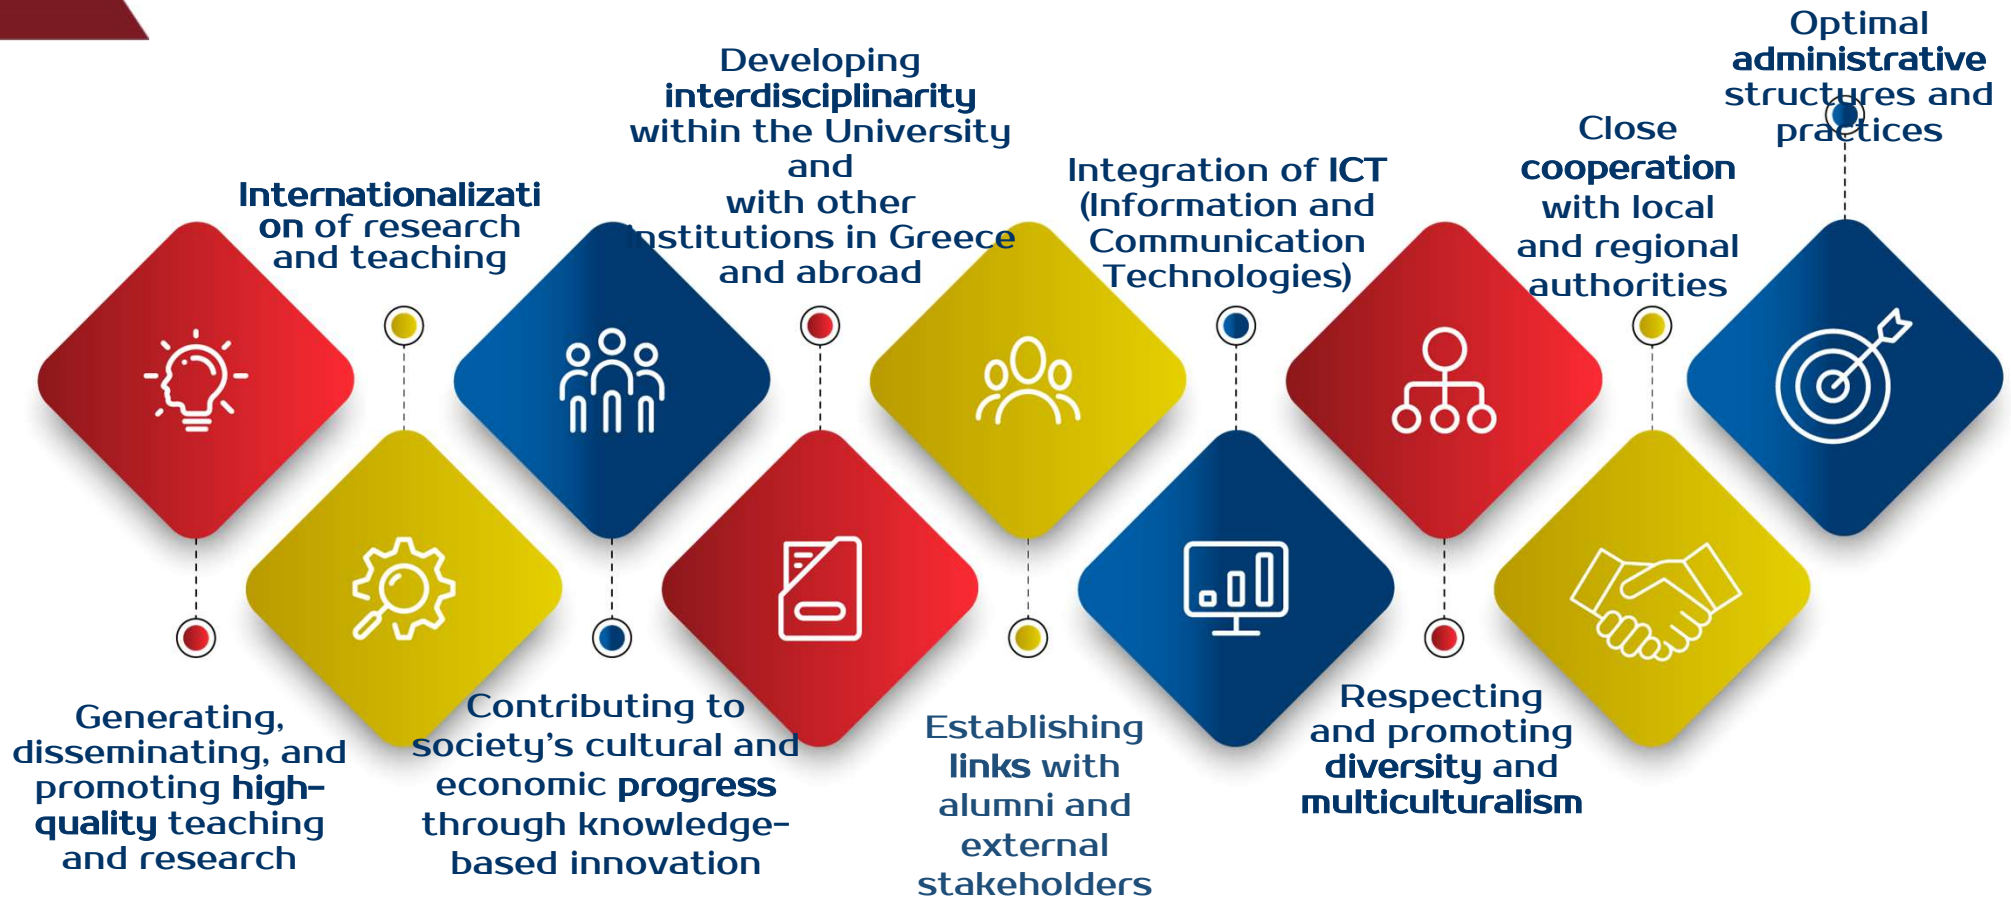 Generating,
disseminating, and
promoting high-
quality teaching
and research
Internationalizati
on of research
and teaching
Contributing to
society's cultural and
economic progress
through knowledge-
based innovation
Developing
interdisciplinarity
within the University
and
with other
institutions in Greece
and abroad
Establishing
links with
alumni and
external
stakeholders
Integration of ICT
(Information and
Communication
Technologies)
Respecting
and promoting
diversity and
multiculturalism
Close
cooperation
with local
and regional
authorities
Optimal
administrative
structures and
practices